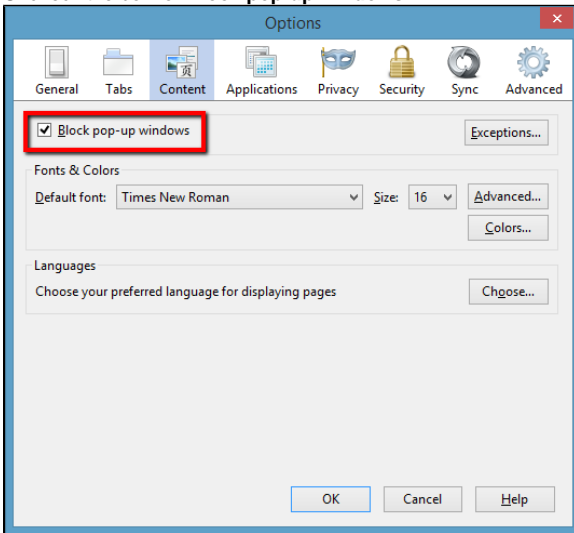 Options
General Tabs Content Applications Privacy Security Sync Advanced
Block pop-up windows Exceptions...
Fonts & Colors
Default font: Times New Roman Size: 16 Advanced...
Colors...
Languages
Choose your preferred language for displaying pages Choose...
OK Cancel Help